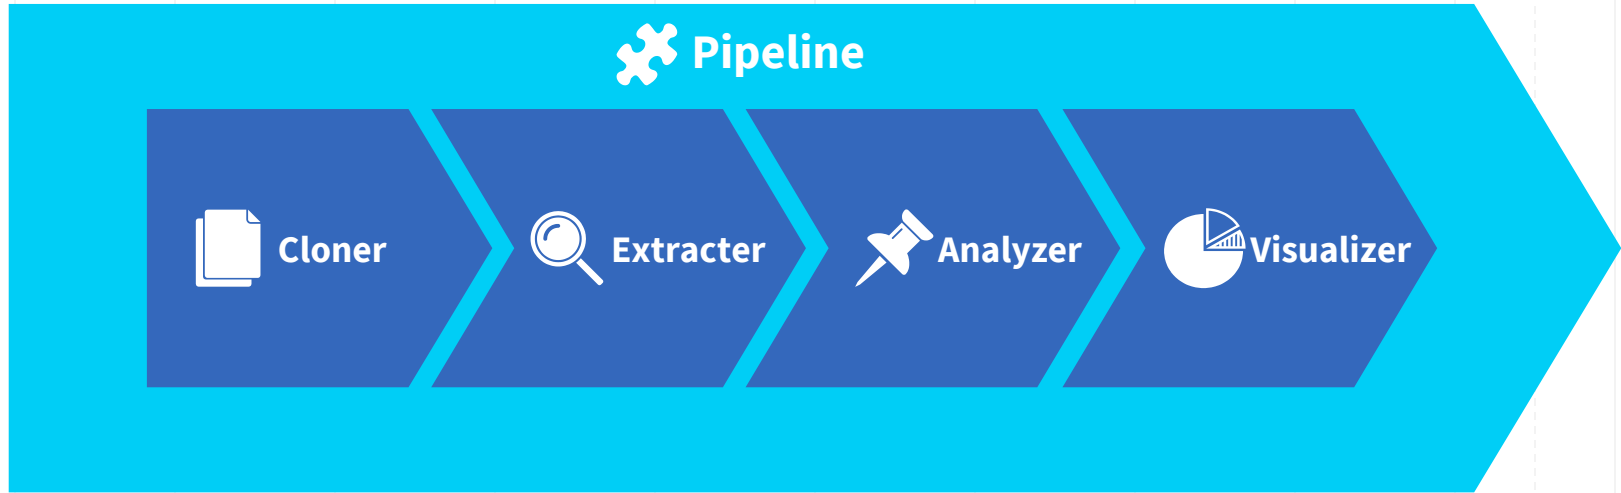 Pipeline
Cloner
Extracter
Analyzer
Visualizer